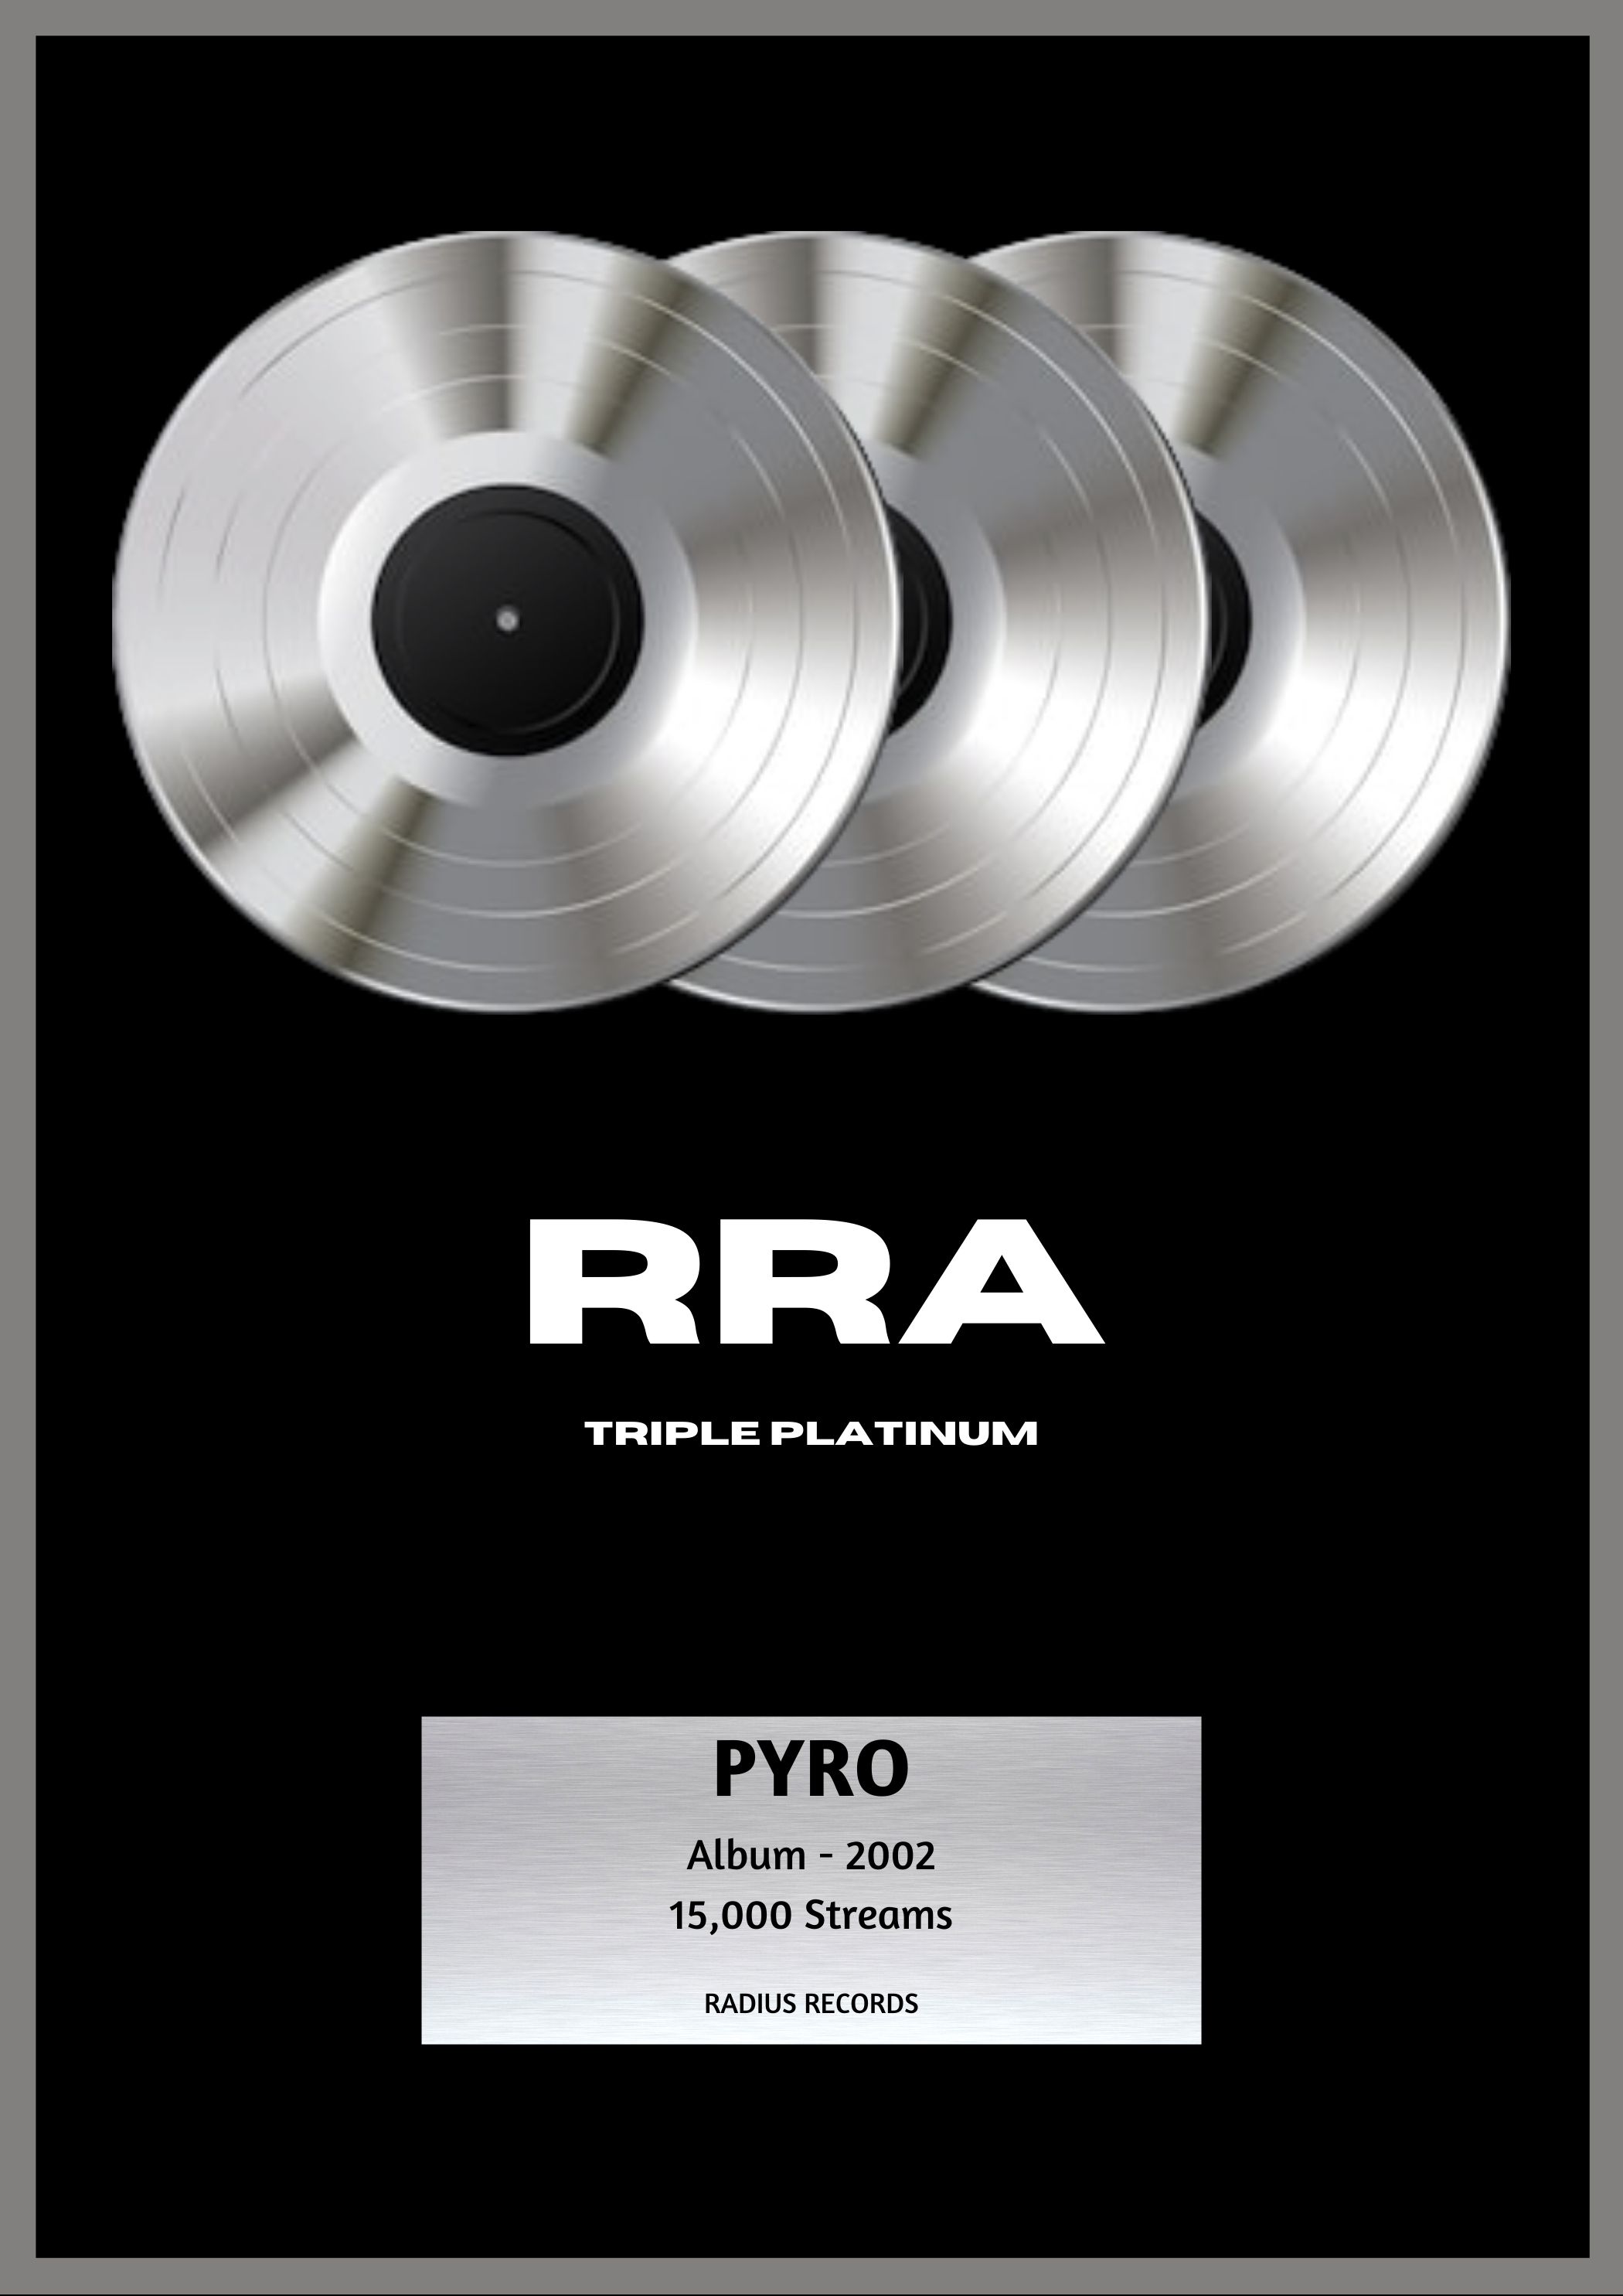 RRA
TRIPLE PLATINUM
PYRO
Album - 2002
15,000 Streams
RADIUS RECORDS